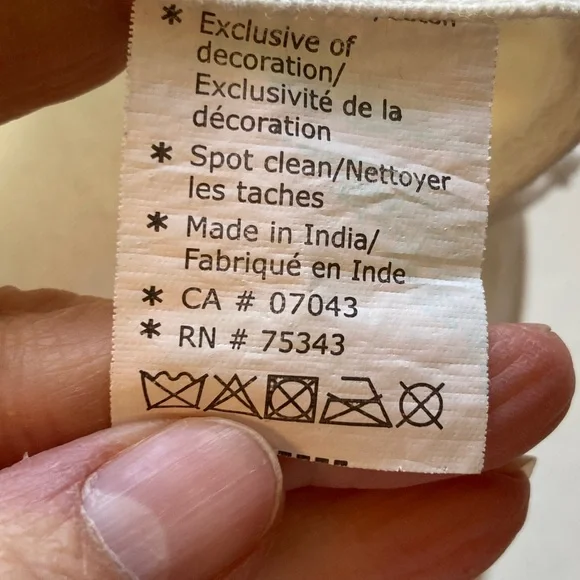 * Exclusive of
decoration/
Exclusivité de la
décoration
* Spot clean/Nettoyer
les taches
* Made in India/
Fabriqué en Inde
* CA # 07043
* RN # 75343